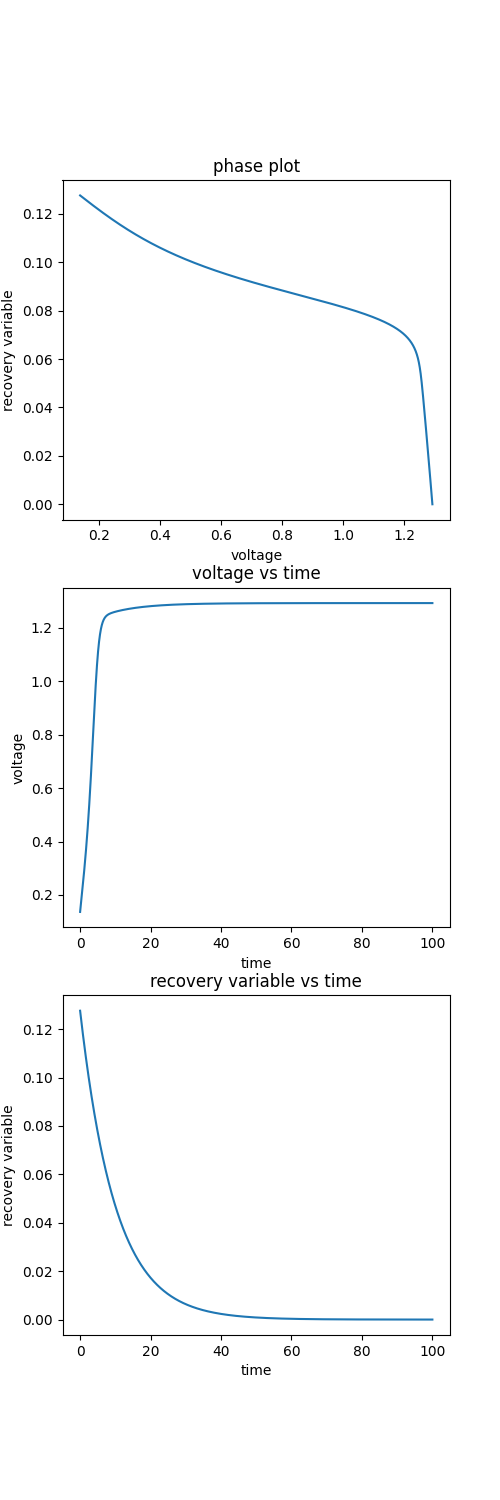 phase plot
0.12
0.10
0.08
0.06
0.04
0.02
0.00
recovery variable
0.2 0.4 0.6 0.8 1.0 1.2
voltage
voltage vs time
1.2
1.0
0.8
0.6
0.4
0.2
voltage
0 20 40 60 80 100
time
recovery variable vs time
0.12
0.10
0.08
0.06
0.04
0.02
0.00
recovery variable
0 20 40 60 80 100
time